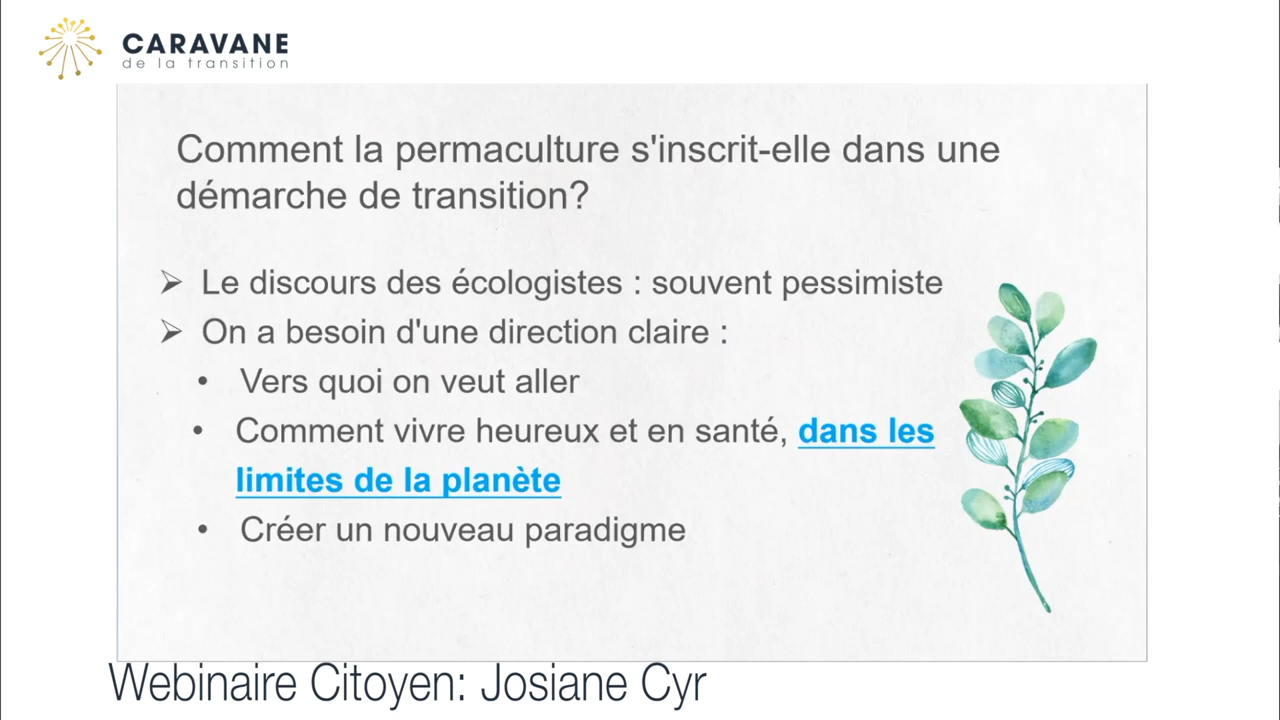 CARAVANE
de la transition
Comment la permaculture s'inscrit-elle dans une
démarche de transition?
➢ Le discours des écologistes : souvent pessimiste
➢ On a besoin d'une direction claire :
• Vers quoi on veut aller
• Comment vivre heureux et en santé, dans les
limites de la planète
• Créer un nouveau paradigme
Webinaire Citoyen: Josiane Cyr